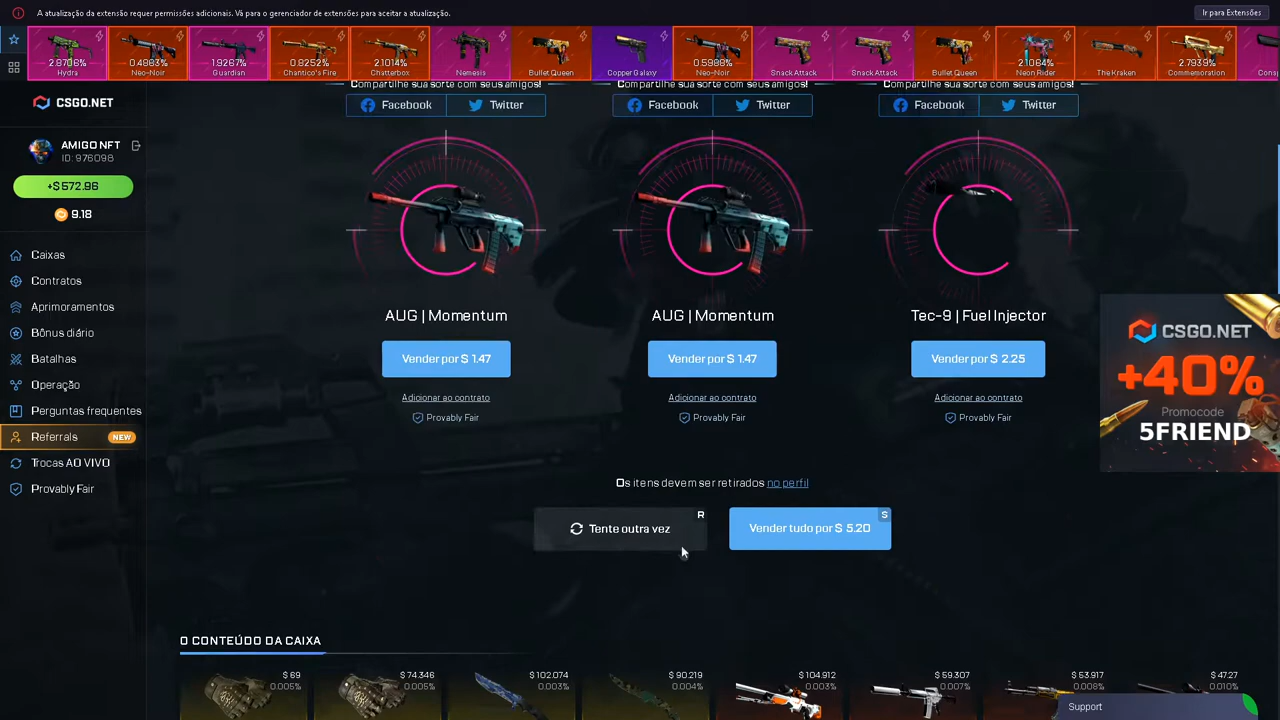 A atualização da extensão requer permissões adicionais. Vá para o gerenciador de extensões para aceitar a atualização.
Ir para Extensões
2.9706% Hydra
0.4883% Neo-Noir
1.9267% Guardian
0.8252% Chantico's Fire
2.1014% Chatterbox
Nemesis
Bullet Queen
Copper Galaxy
0.5988% Neo-Noir
Snack Attack
Snack Attack
Bullet Queen
2.1084% Neon Rider
The Kraken
2.7939% Commemoration
CSGO.NET
AMIGO NFT
ID: 976098
+$572.96
9.18
Caixas
Contratos
Aprimoramentos
Bônus diário
Batalhas
Operação
Perguntas frequentes
Referrals NEW
Trocas AO VIVO
Provably Fair
Compartilhe sua sorte com seus amigos! Compartilhe sua sorte com seus amigos! Compartilhe sua sorte com seus amigos!
Facebook Twitter Facebook Twitter Facebook Twitter
AUG | Momentum AUG | Momentum Tec-9 | Fuel Injector
Vender por $ 1.47 Vender por $ 1.47 Vender por $ 2.25
Adicionar ao contrato Adicionar ao contrato Adicionar ao contrato
Provably Fair Provably Fair Provably Fair
Os itens devem ser retirados no perfil
Tente outra vez R
Vender tudo por $ 5.20 S
CSGO.NET
+40%
Promocode
5FRIEND
O CONTEÚDO DA CAIXA
$ 69 $ 74.346 $ 102.074 $ 90.219 $ 104.912 $ 59.307 $ 53.917 $ 47.27
0.005% 0.005% 0.003% 0.004% 0.003% 0.007% 0.008% 0.010%
Support